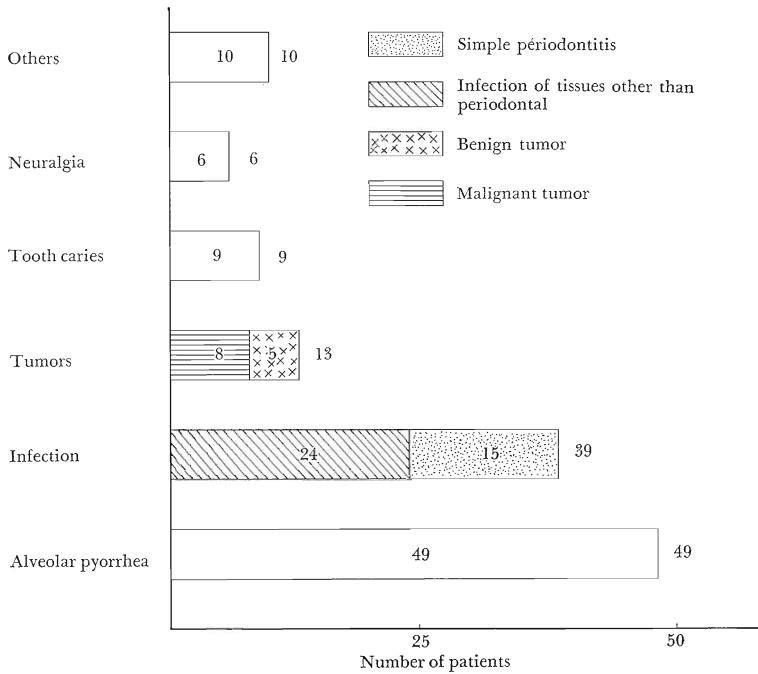 Others
10
10
Simple périodontitis
Infection of tissues other than
periodontal
Neuralgia
6
6
Benign tumor
Malignant tumor
Tooth caries
9
9
Tumors
8
5
13
Infection
24
15
39
Alveolar pyorrhea
49
49
25
50
Number of patients